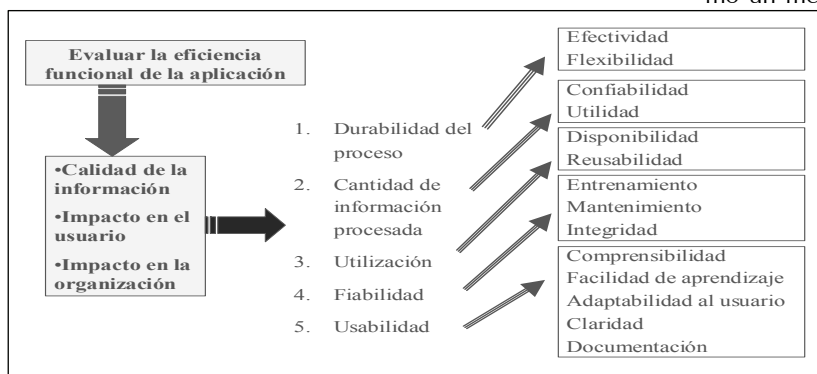 Evaluar la eficiencia
funcional de la aplicación
•Calidad de la
información
•Impacto en el
usuario
•Impacto en la
organización
1. Durabilidad del
proceso
2. Cantidad de
información
procesada
3. Utilización
4. Fiabilidad
5. Usabilidad
Efectividad
Flexibilidad
Confiabilidad
Utilidad
Disponibilidad
Reusabilidad
Entrenamiento
Mantenimiento
Integridad
Comprensibilidad
Facilidad de aprendizaje
Adaptabilidad al usuario
Claridad
Documentación